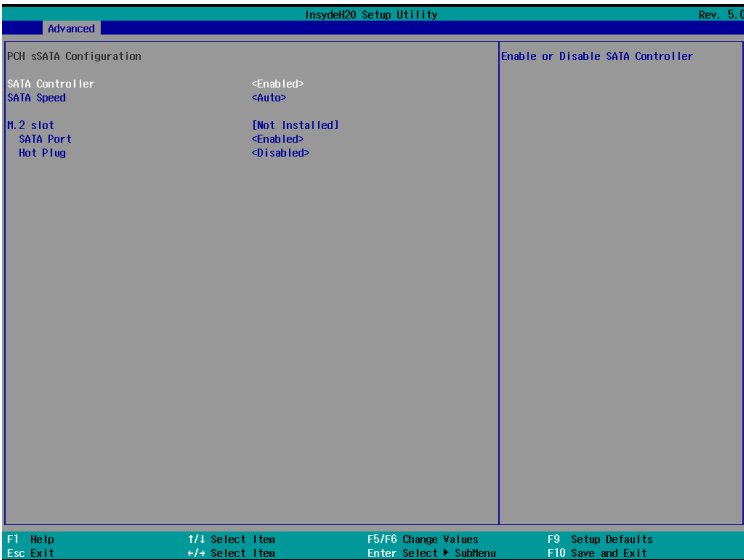 InsydeH20 Setup Utility Rev. 5.0
Advanced
PCH sSATA Configuration
Enable or Disable SATA Controller
SATA Controller <Enabled>
SATA Speed <Auto>
M.2 slot [Not Installed]
SATA Port <Enabled>
Hot Plug <Disabled>
F1 Help ↑/↓ Select Item F5/F6 Change Values F9 Setup Defaults
Esc Exit ←/→ Select Item Enter Select ▶ SubMenu F10 Save and Exit